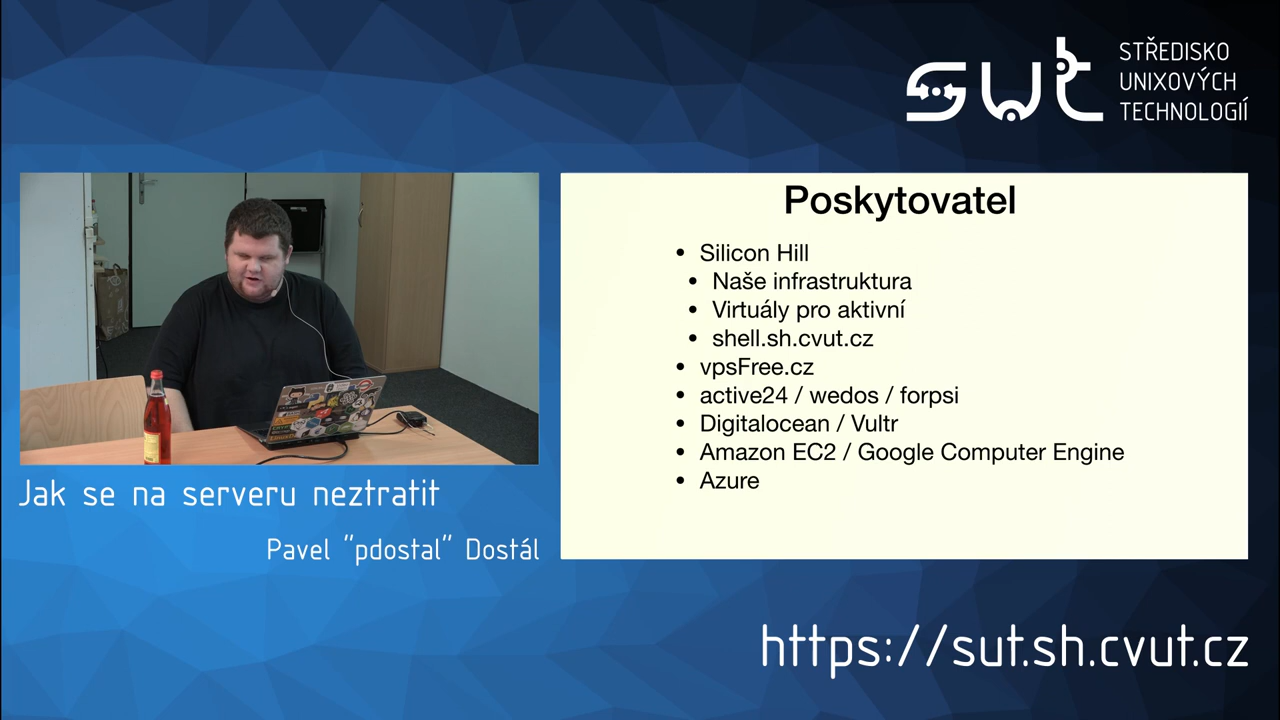 sut
STŘEDISKO
UNIXOVÝCH
TECHNOLOGIÍ
Poskytovatel
• Silicon Hill
• Naše infrastruktura
• Virtuály pro aktivní
• shell.sh.cvut.cz
• vpsFree.cz
• active24 / wedos / forpsi
• Digitalocean / Vultr
• Amazon EC2 / Google Computer Engine
• Azure
Jak se na serveru neztratit
Pavel “pdostal” Dostál
https://sut.sh.cvut.cz